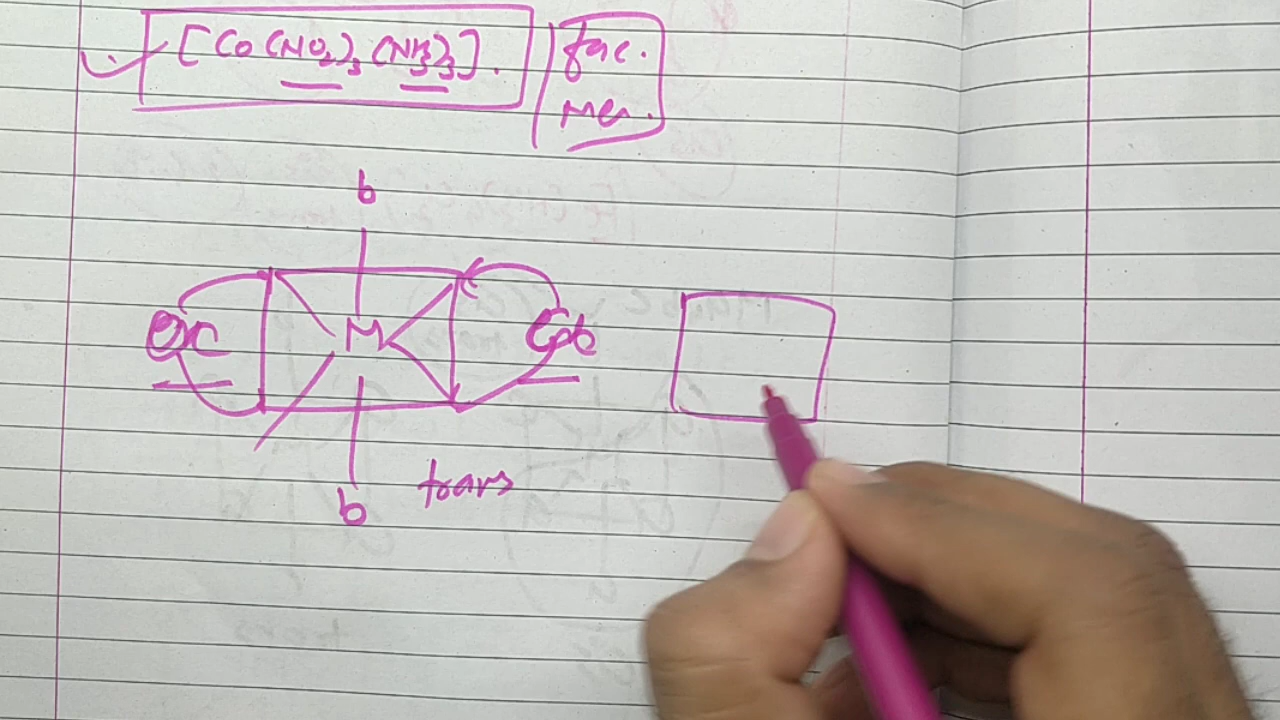 [Co(NO2)3(NH3)3].
fac.
mer.
b
M
b
trans